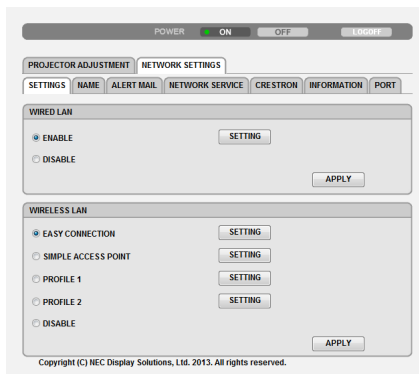 POWER ON OFF LOGOFF
PROJECTOR ADJUSTMENT NETWORK SETTINGS
SETTINGS NAME ALERT MAIL NETWORK SERVICE CRESTRON INFORMATION PORT
WIRED LAN
ENABLE SETTING
DISABLE
APPLY
WIRELESS LAN
EASY CONNECTION SETTING
SIMPLE ACCESS POINT SETTING
PROFILE 1 SETTING
PROFILE 2 SETTING
DISABLE
APPLY
Copyright (C) NEC Display Solutions, Ltd. 2013. All rights reserved.